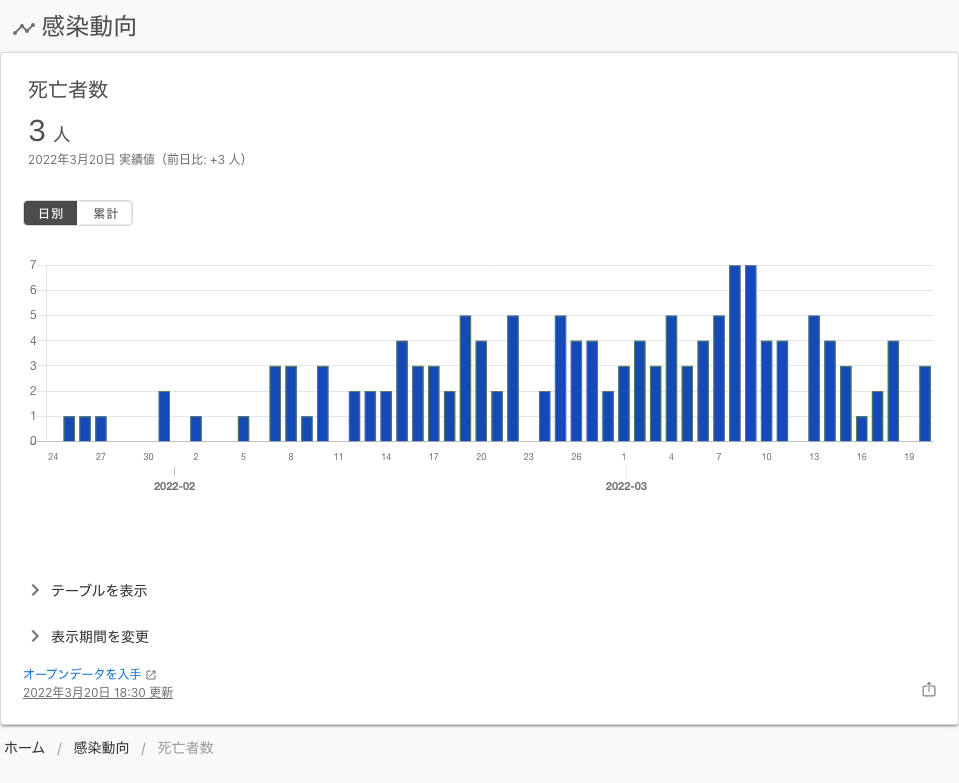 感染動向
死亡者数
3 人
2022年3月20日 実績値（前日比: +3 人）
日別 累計
7
6
5
4
3
2
1
0
24 27 30 2 5 8 11 14 17 20 23 26 1 4 7 10 13 16 19
2022-02 2022-03
テーブルを表示
表示期間を変更
オープンデータを入手
2022年3月20日 18:30 更新
ホーム / 感染動向 / 死亡者数